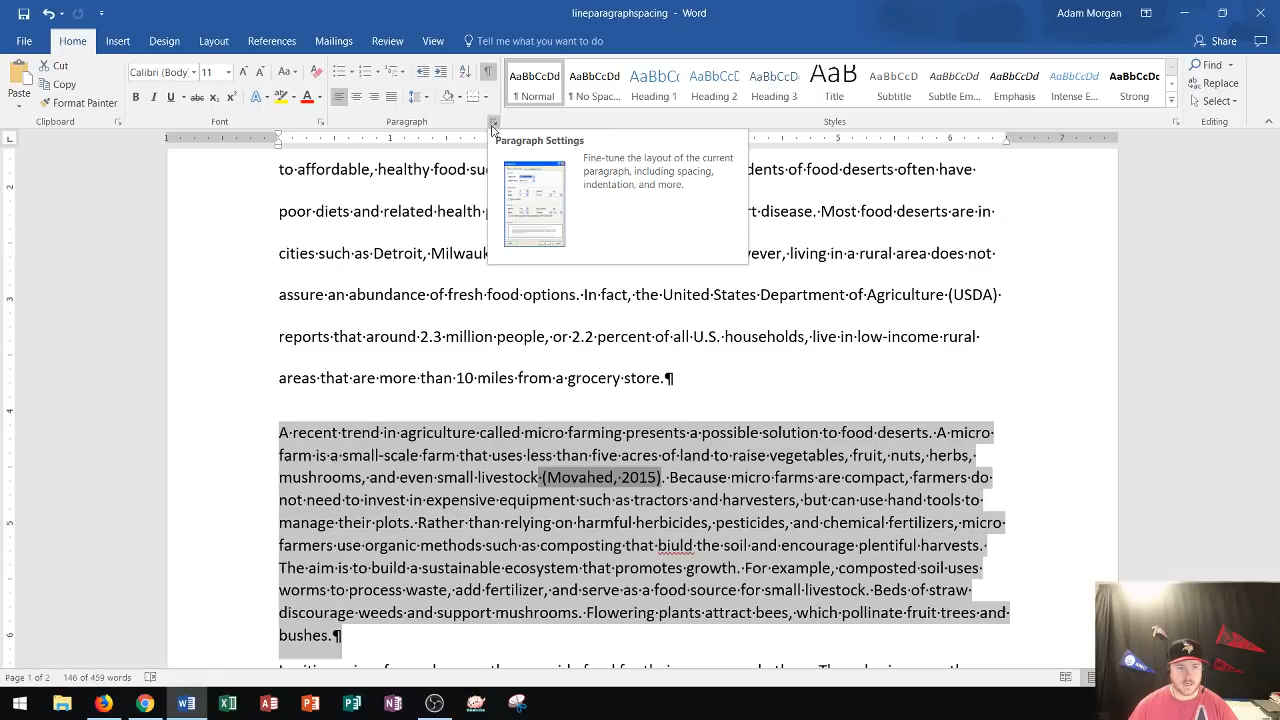 lineparagraphspacing - Word
Adam Morgan
File Home Insert Design Layout References Mailings Review View Tell me what you want to do
Paste
Cut
Copy
Format Painter
Calibri (Body) 11
AaBbCcDd AaBbCcDd AaBbC( AaBbCcD AaBbCcD AaB AaBbCcD AaBbCcDd AaBbCcDd AaBbCcDd AaBbCcDc
¶ Normal ¶ No Spac... Heading 1 Heading 2 Heading 3 Title Subtitle Subtle Em... Emphasis Intense E... Strong
Find
Replace
Select
Clipboard Font Paragraph Styles Editing
Paragraph Settings
Fine-tune the layout of the current
paragraph, including spacing,
indentation, and more.
to·affordable,·healthy·food·su
dents·of·food·deserts·often·have·
poor·diets·and·related·health·
rt·disease.·Most·food·deserts·are·in·
cities·such·as·Detroit,·Milwauk
vever,·living·in·a·rural·area·does·not·
assure·an·abundance·of·fresh·food·options.·In·fact,·the·United·States·Department·of·Agriculture·(USDA)·
reports·that·around·2.3·million·people,·or·2.2·percent·of·all·U.S.·households,·live·in·low-income·rural·
areas·that·are·more·than·10·miles·from·a·grocery·store.¶
A·recent·trend·in·agriculture·called·micro·farming·presents·a·possible·solution·to·food·deserts.·A·micro·
farm·is·a·small-scale·farm·that·uses·less·than·five·acres·of·land·to·raise·vegetables,·fruit,·nuts,·herbs,·
mushrooms,·and·even·small·livestock·(Movahed,·2015).·Because·micro·farms·are·compact,·farmers·do·
not·need·to·invest·in·expensive·equipment·such·as·tractors·and·harvesters,·but·can·use·hand·tools·to·
manage·their·plots.·Rather·than·relying·on·harmful·herbicides,·pesticides,·and·chemical·fertilizers,·micro·
farmers·use·organic·methods·such·as·composting·that·biuld·the·soil·and·encourage·plentiful·harvests.·
The·aim·is·to·build·a·sustainable·ecosystem·that·promotes·growth.·For·example,·composted·soil·uses·
worms·to·process·waste,·add·fertilizer,·and·serve·as·a·food·source·for·small·livestock.·Beds·of·straw·
discourage·weeds·and·support·mushrooms.·Flowering·plants·attract·bees,·which·pollinate·fruit·trees·and·
bushes.¶
Page 1 of 2 146 of 459 words